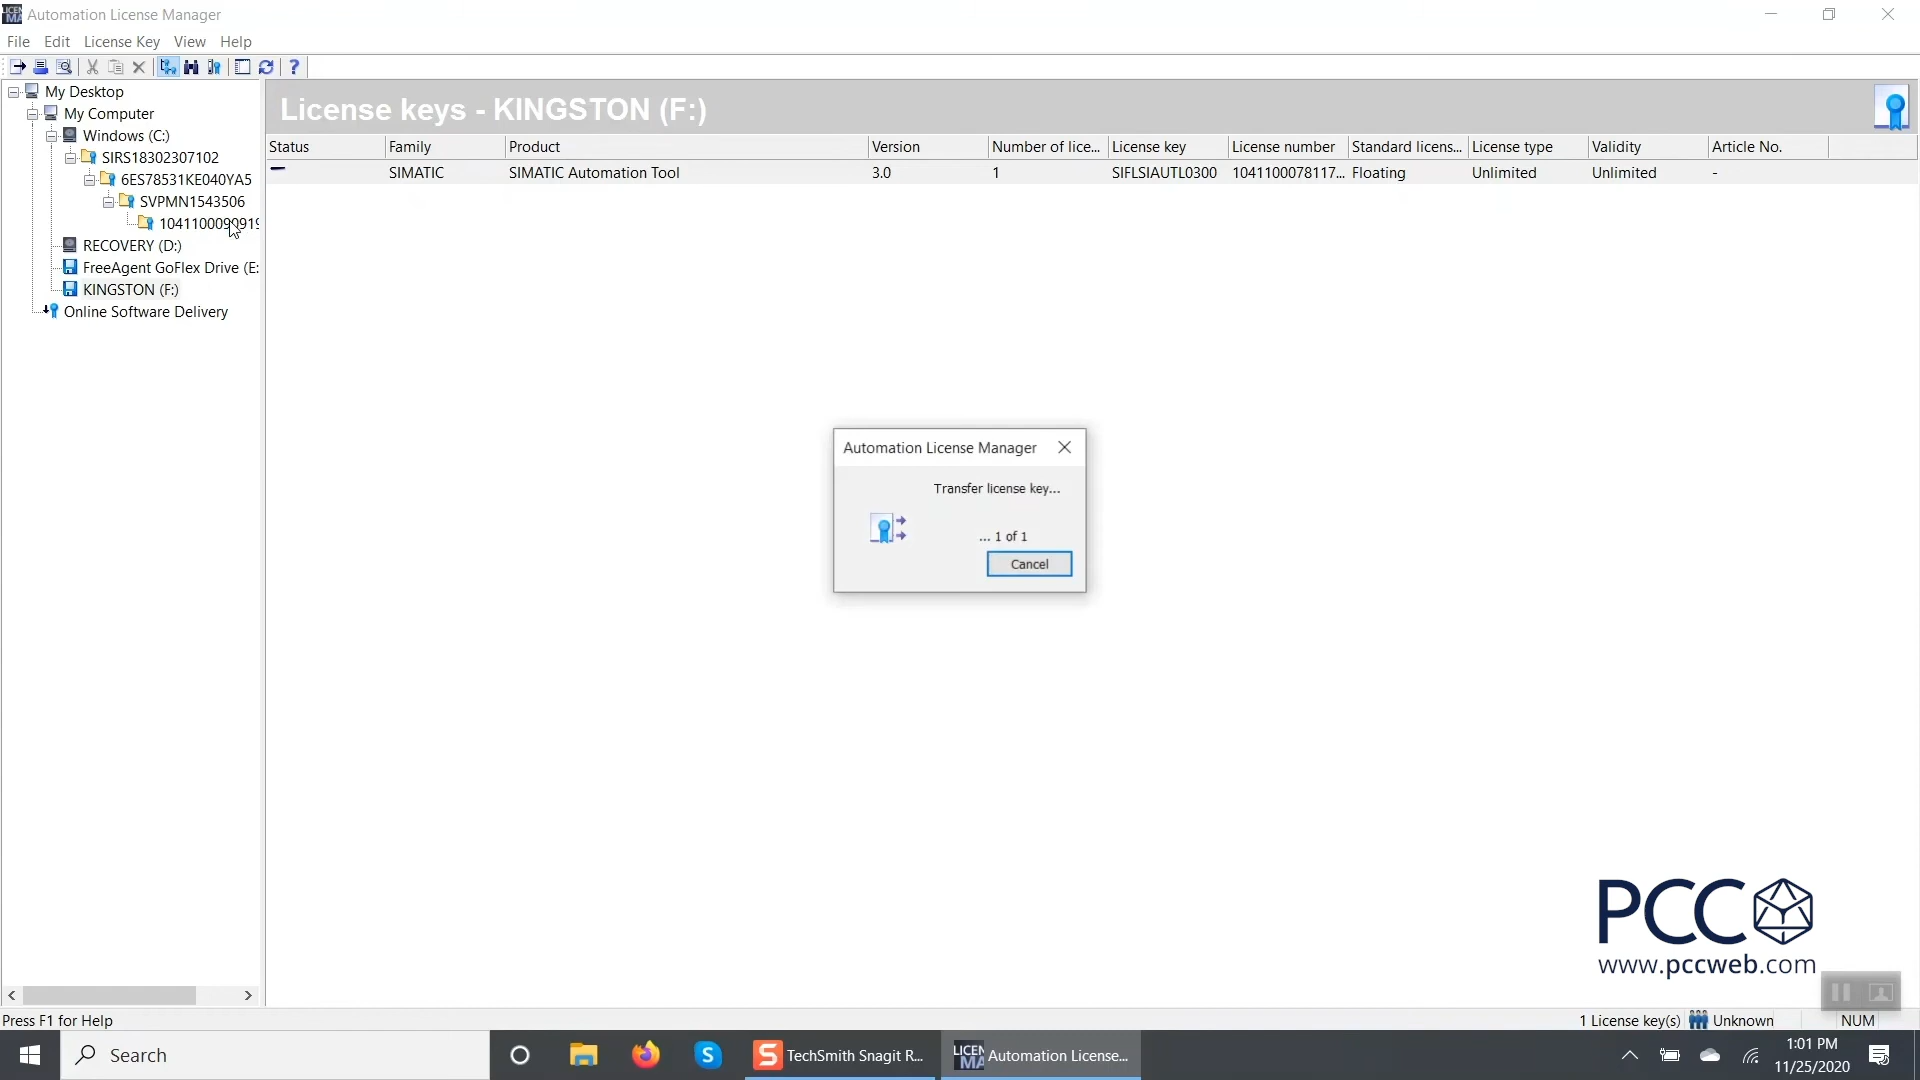 Automation License Manager
File Edit License Key View Help
My Desktop
My Computer
Windows (C:)
SIRS18302307102
6ES78531KE040YA5
SVPMN1543506
RECOVERY (D:)
FreeAgent GoFlex Drive (E:
KINGSTON (F:)
Online Software Delivery
License keys - KINGSTON (F:)
Status Family Product Version Number of lice... License key License number Standard licens... License type Validity Article No.
SIMATIC SIMATIC Automation Tool 3.0 1 SIFLSIAUTL0300 1041100078117... Floating Unlimited Unlimited -
Automation License Manager
Transfer license key...
... 1 of 1
Cancel
PCC
www.pccweb.com
Press F1 for Help
1 License key(s) Unknown NUM
Search
TechSmith Snagit R...
Automation License...
1:01 PM
11/25/2020